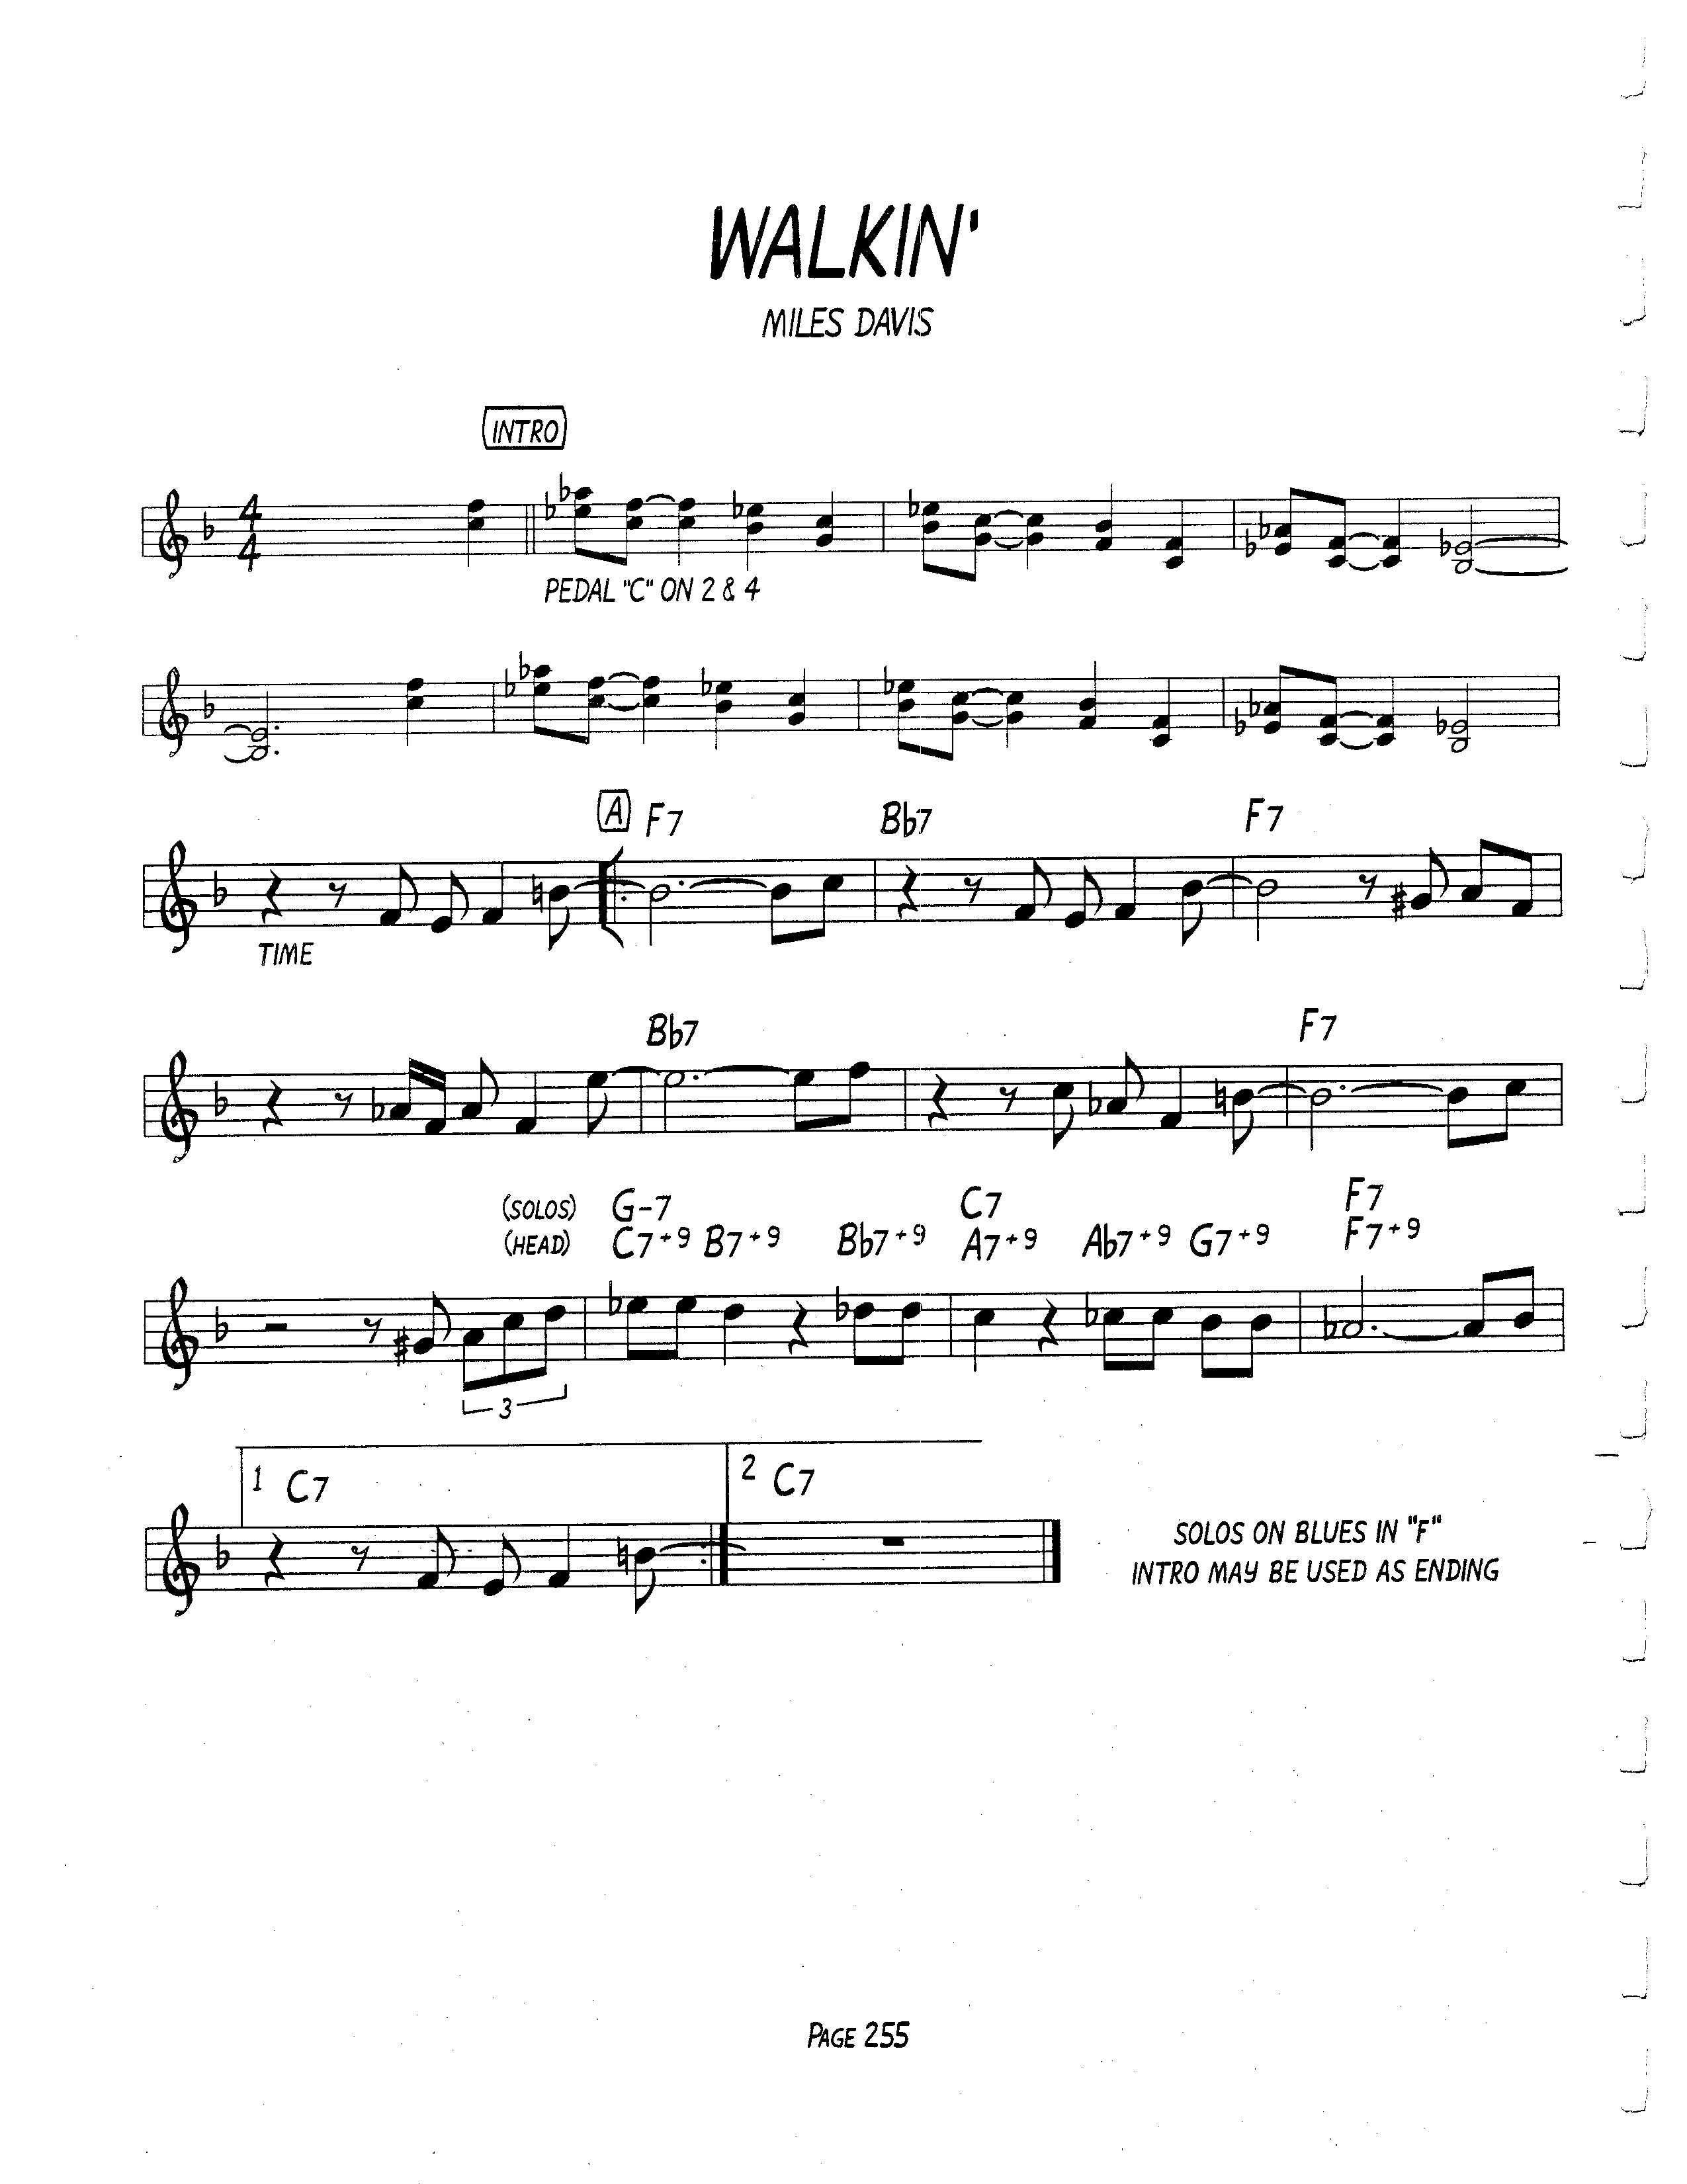 WALKIN'
MILES DAVIS
INTRO
4
4
PEDAL "C" ON 2 & 4
A F7 Bb7 F7
TIME
Bb7 F7
(SOLOS) G-7 C7 F7
(HEAD) C7+9 B7+9 Bb7+9 A7+9 Ab7+9 G7+9 F7+9
3
1 C7 2 C7
SOLOS ON BLUES IN "F"
INTRO MAY BE USED AS ENDING
PAGE 255